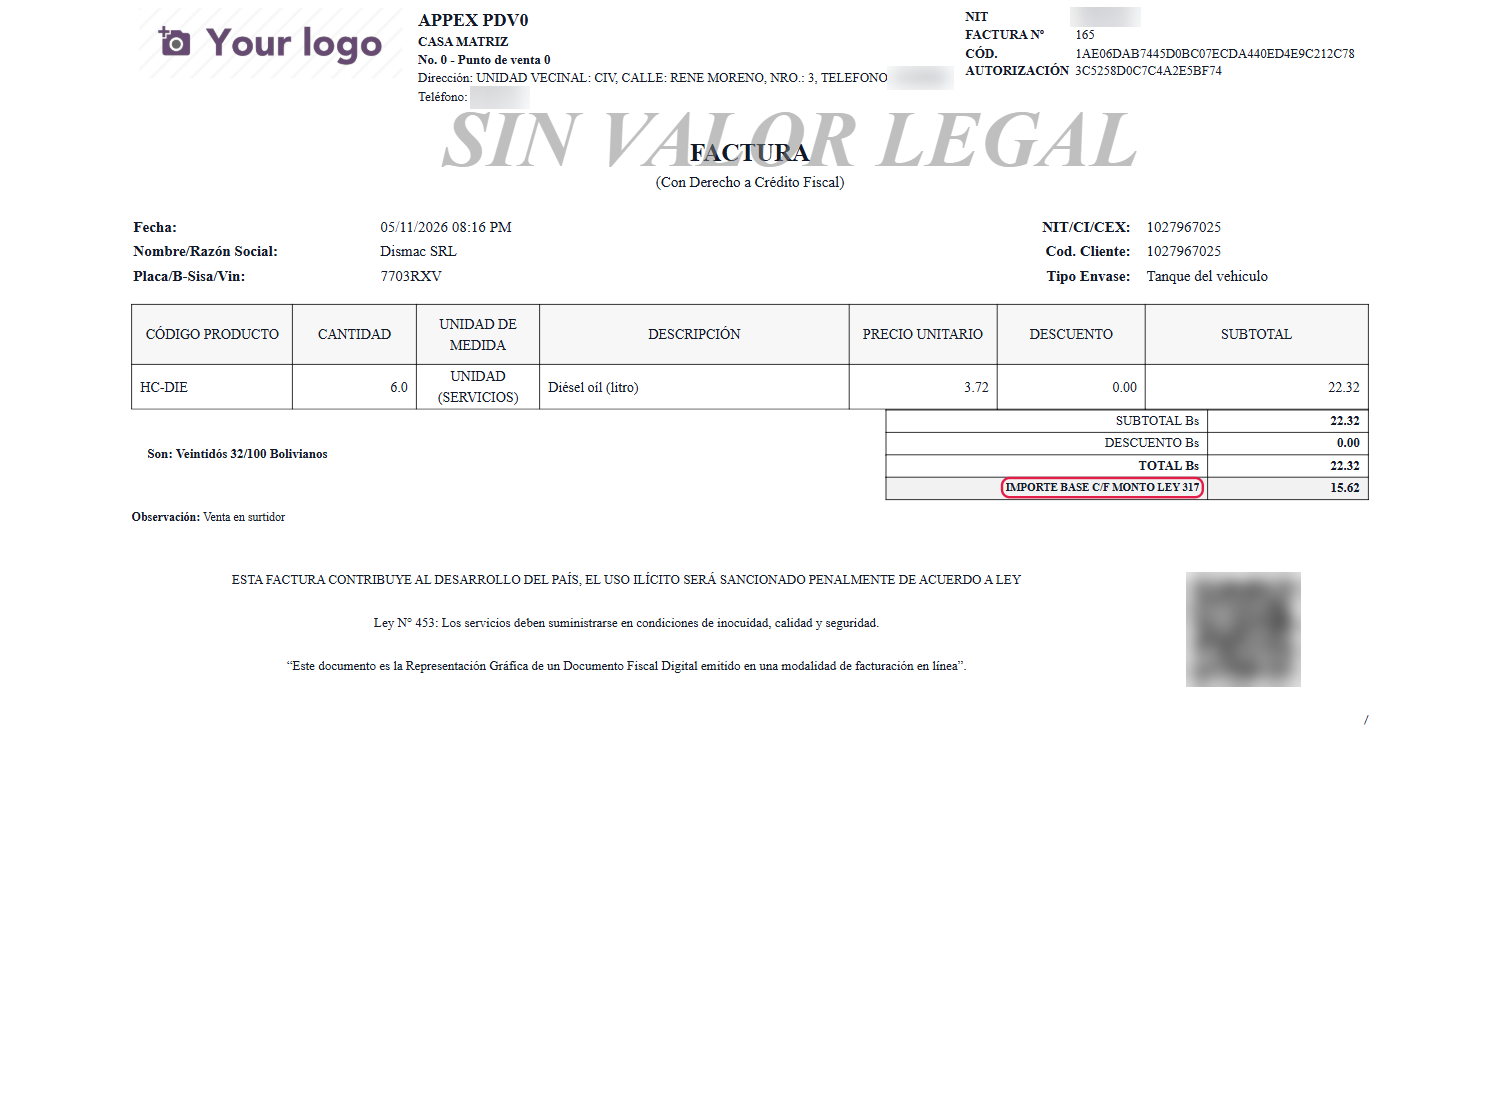 Your logo
APPEX PDV0
CASA MATRIZ
No. 0 - Punto de venta 0
Dirección: UNIDAD VECINAL: CIV, CALLE: RENE MORENO, NRO.: 3, TELEFONO
Teléfono:
NIT
FACTURA Nº 165
CÓD. 1AE06DAB7445D0BC07ECDA440ED4E9C212C78
AUTORIZACIÓN 3C5258D0C7C4A2E5BF74
SIN VALOR LEGAL
FACTURA
(Con Derecho a Crédito Fiscal)
Fecha: 05/11/2026 08:16 PM NIT/CI/CEX: 1027967025
Nombre/Razón Social: Dismac SRL Cod. Cliente: 1027967025
Placa/B-Sisa/Vin: 7703RXV Tipo Envase: Tanque del vehiculo
CÓDIGO PRODUCTO CANTIDAD UNIDAD DE MEDIDA DESCRIPCIÓN PRECIO UNITARIO DESCUENTO SUBTOTAL
HC-DIE 6.0 UNIDAD (SERVICIOS) Diésel oil (litro) 3.72 0.00 22.32
SUBTOTAL Bs 22.32
DESCUENTO Bs 0.00
Son: Veintidós 32/100 Bolivianos
TOTAL Bs 22.32
IMPORTE BASE C/F MONTO LEY 317 15.62
Observación: Venta en surtidor
ESTA FACTURA CONTRIBUYE AL DESARROLLO DEL PAÍS, EL USO ILÍCITO SERÁ SANCIONADO PENALMENTE DE ACUERDO A LEY
Ley N° 453: Los servicios deben suministrarse en condiciones de inocuidad, calidad y seguridad.
“Este documento es la Representación Gráfica de un Documento Fiscal Digital emitido en una modalidad de facturación en línea”.
/